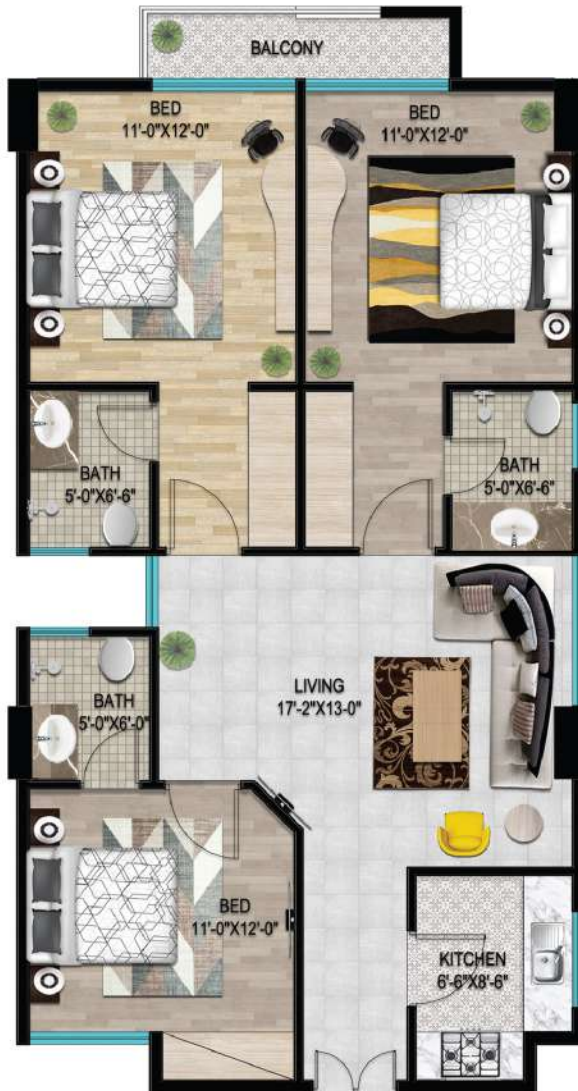 BALCONY
BED
11'-0"X12'-0"
BED
11'-0"X12'-0"
BATH
5'-0"X6'-6"
BATH
5'-0"X6'-6"
LIVING
17'-2"X13'-0"
BATH
5'-0"X6'-0"
BED
11'-0"X12'-0"
KITCHEN
6'-6"X8'-6"